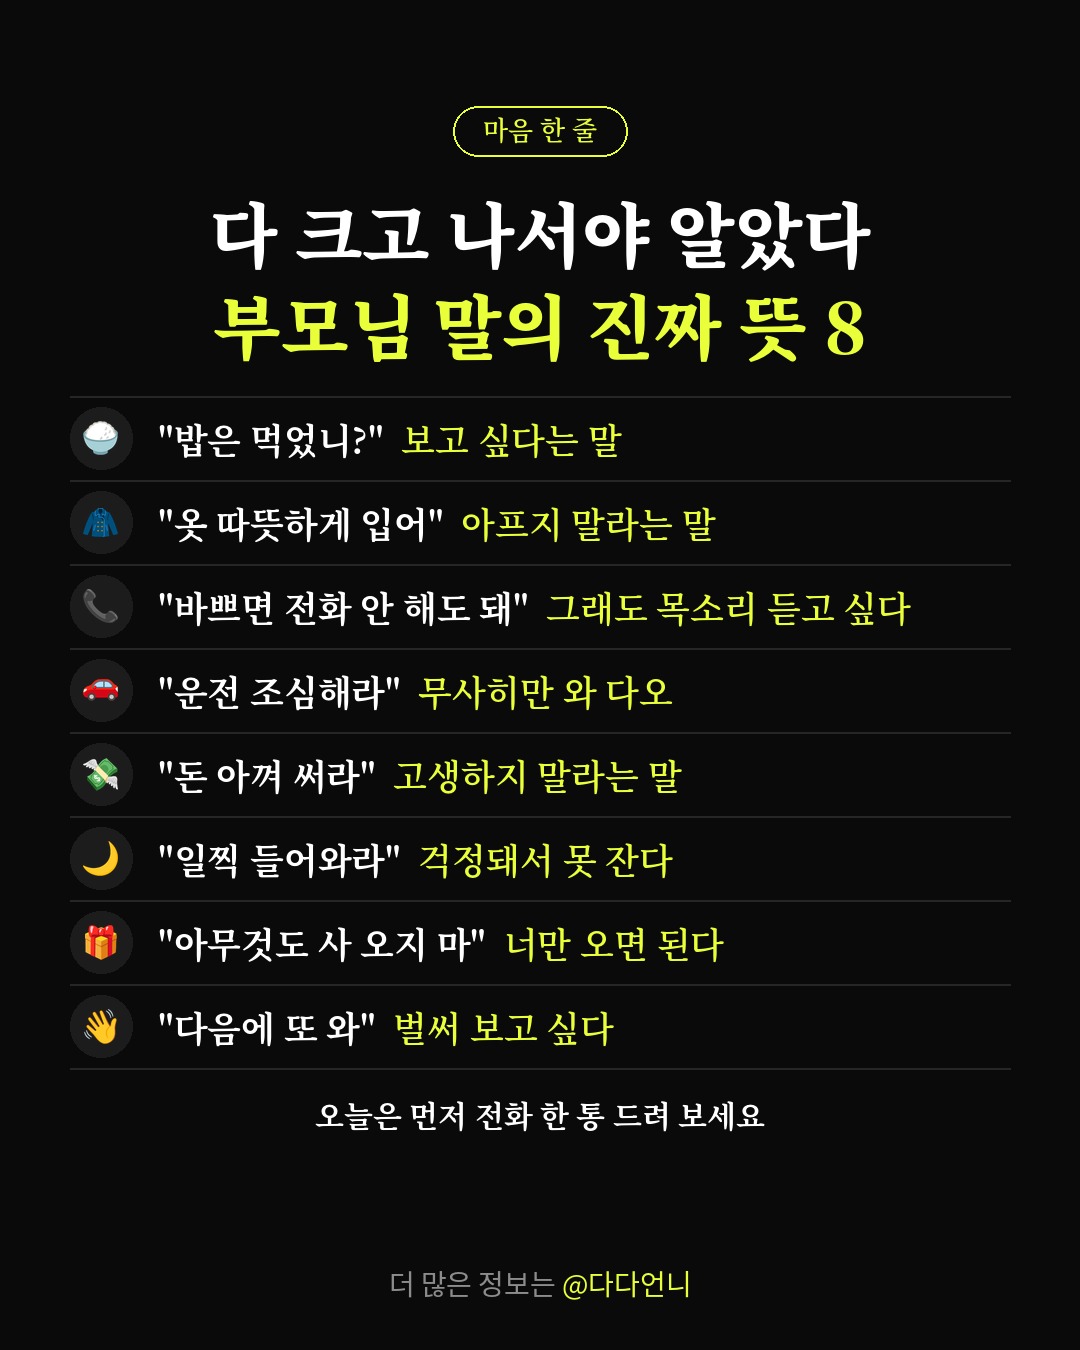 마음 한 줄
다 크고 나서야 알았다
부모님 말의 진짜 뜻 8
"밥은 먹었니?" 보고 싶다는 말
"옷 따뜻하게 입어" 아프지 말라는 말
"바쁘면 전화 안 해도 돼" 그래도 목소리 듣고 싶다
"운전 조심해라" 무사히만 와 다오
"돈 아껴 써라" 고생하지 말라는 말
"일찍 들어와라" 걱정돼서 못 잔다
"아무것도 사 오지 마" 너만 오면 된다
"다음에 또 와" 벌써 보고 싶다
오늘은 먼저 전화 한 통 드려 보세요
더 많은 정보는 @다다언니